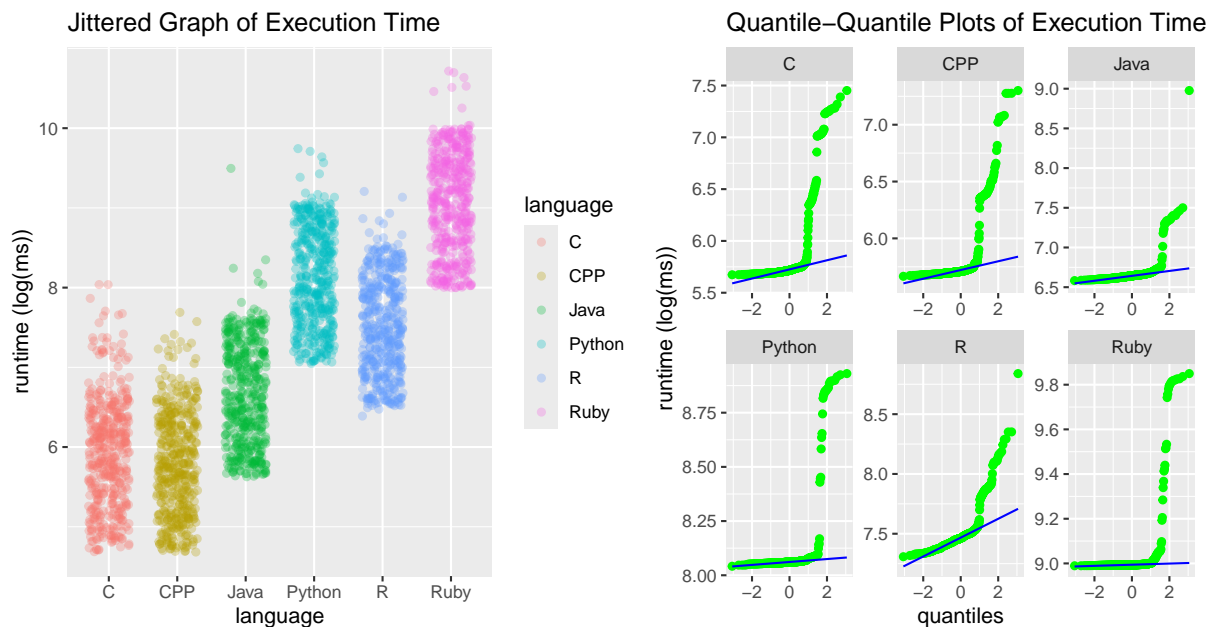 Jittered Graph of Execution Time
runtime (log(ms))
10
8
6
C
CPP
Java
Python
R
Ruby
language
language
C
CPP
Java
Python
R
Ruby
Quantile−Quantile Plots of Execution Time
runtime (log(ms))
C
7.5
7.0
6.5
6.0
5.5
−2
0
2
CPP
7.0
6.5
6.0
−2
0
2
Java
9.0
8.5
8.0
7.5
7.0
6.5
−2
0
2
Python
8.75
8.50
8.25
8.00
−2
0
2
R
8.5
8.0
7.5
−2
0
2
Ruby
9.8
9.6
9.4
9.2
9.0
−2
0
2
quantiles